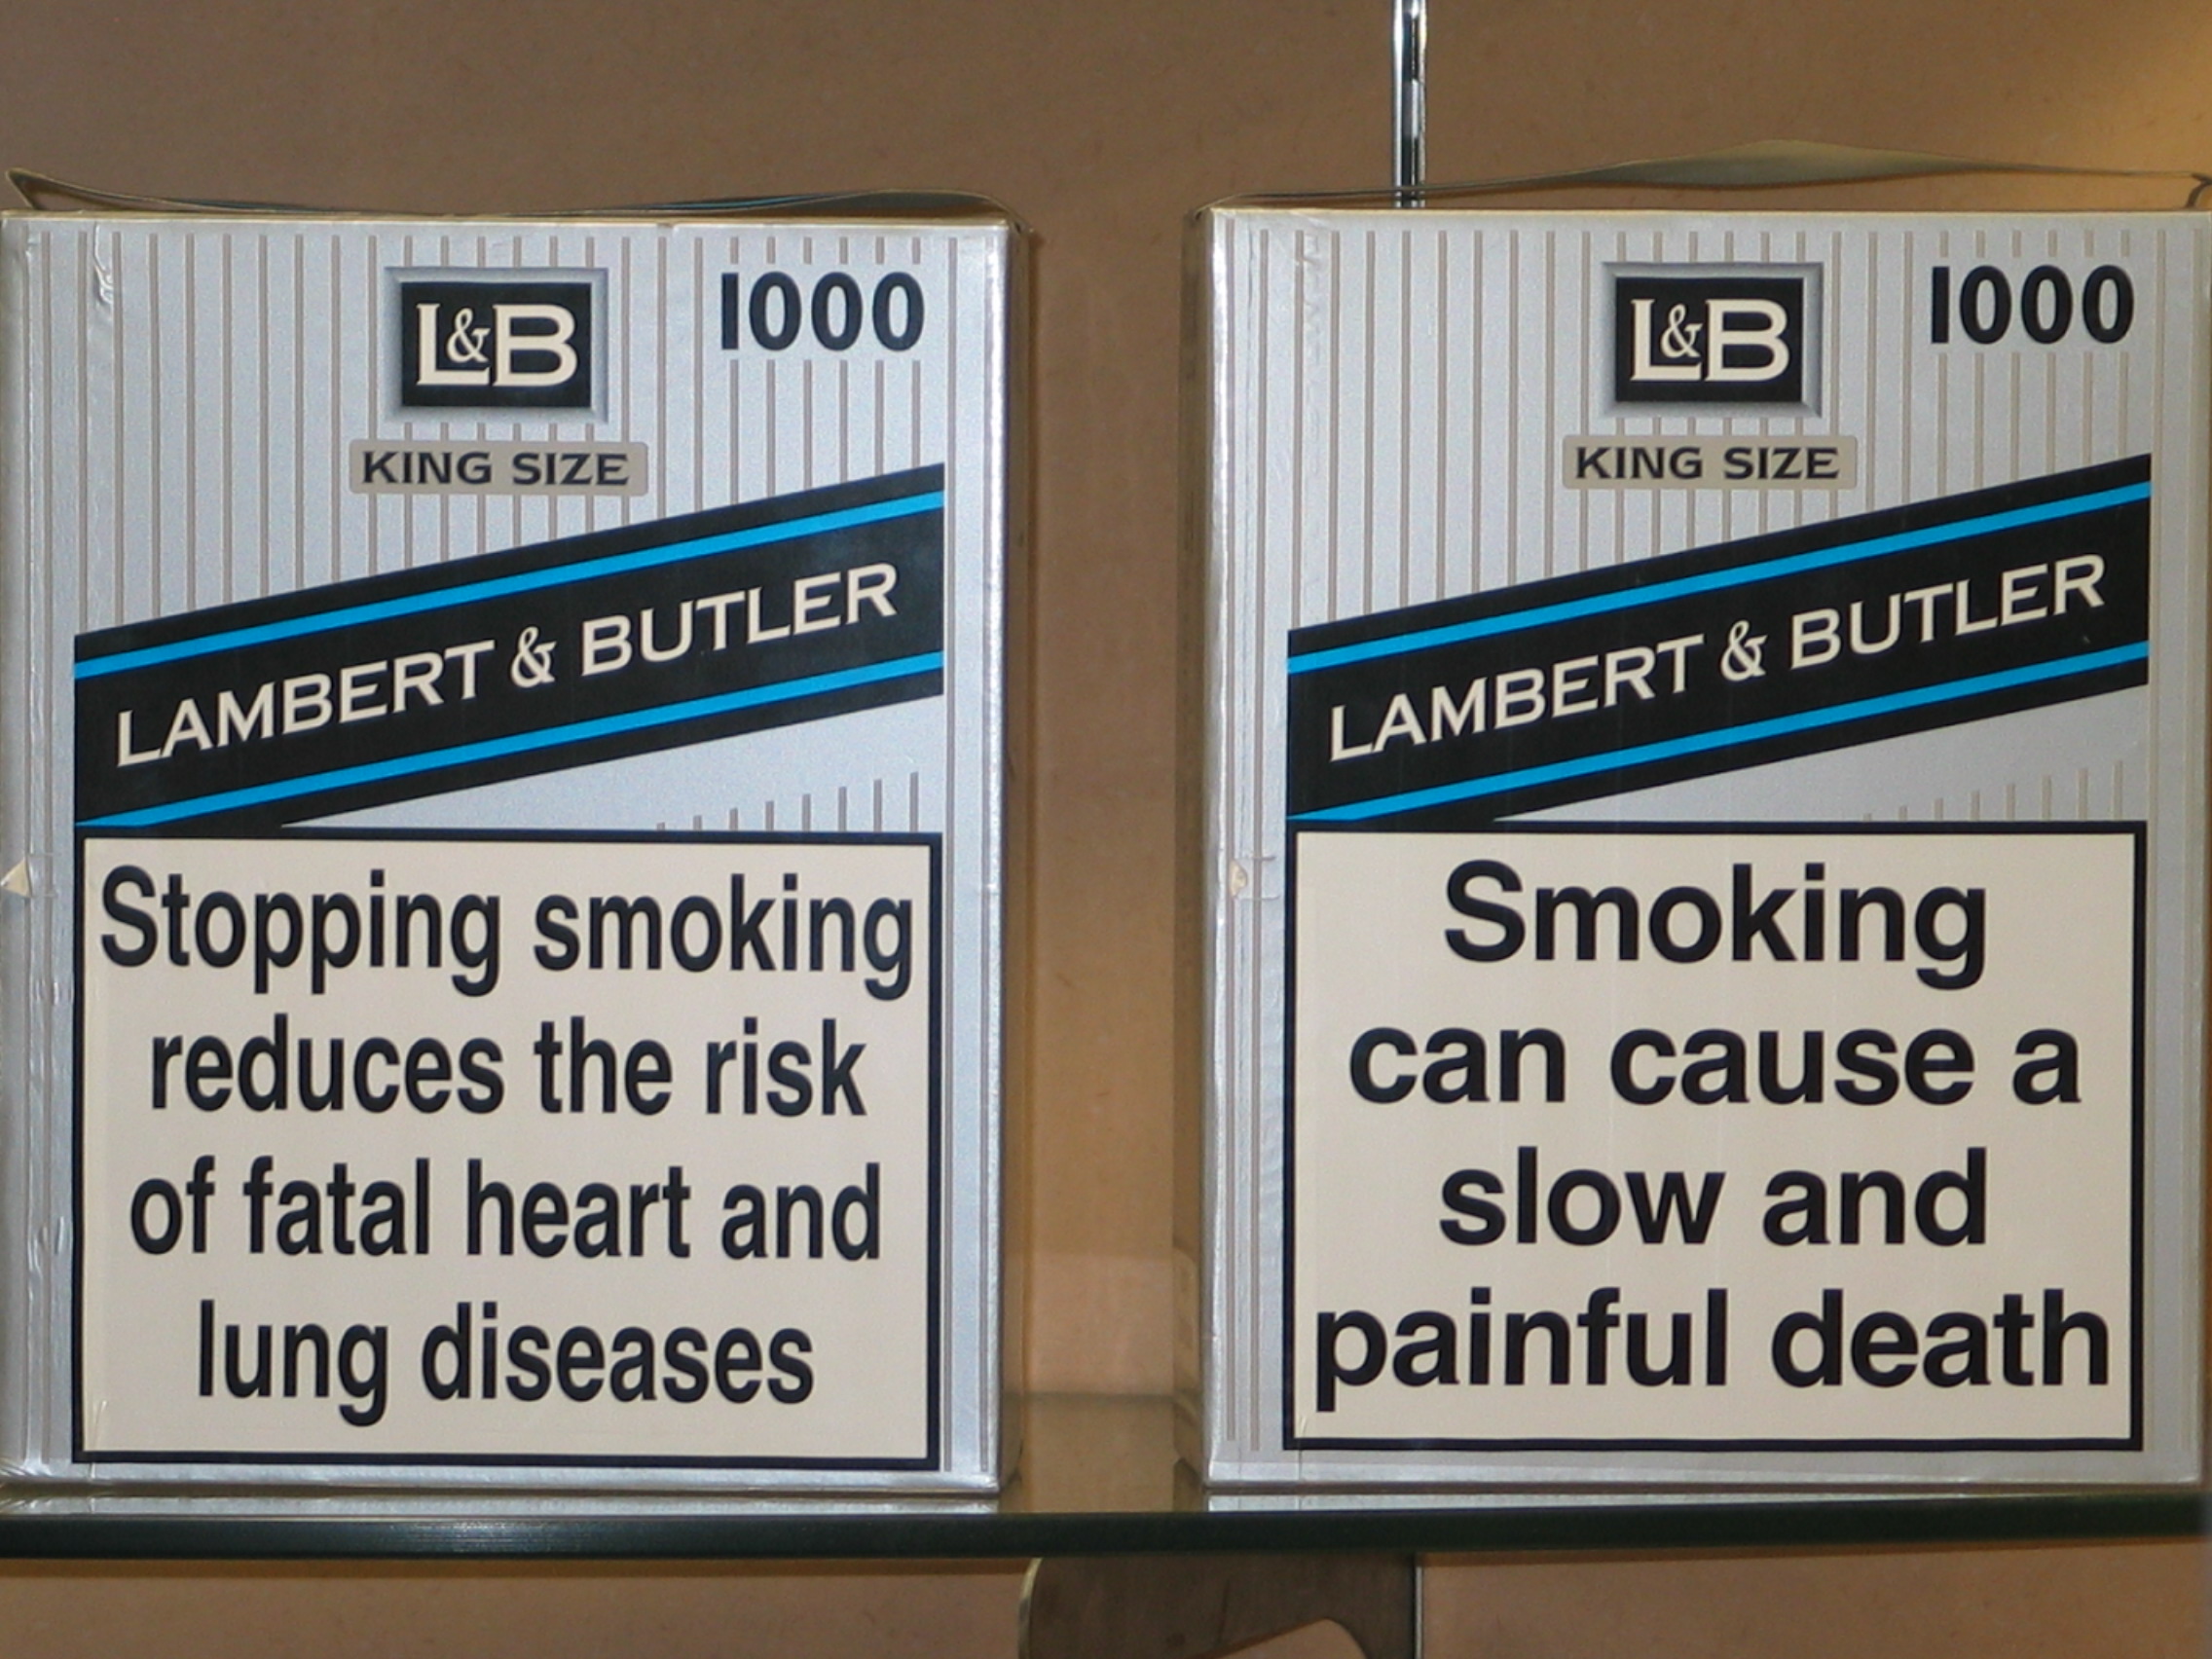 L&B
1000
KING SIZE
LAMBERT & BUTLER
Stopping smoking
reduces the risk
of fatal heart and
lung diseases
L&B
1000
KING SIZE
LAMBERT & BUTLER
Smoking
can cause a
slow and
painful death